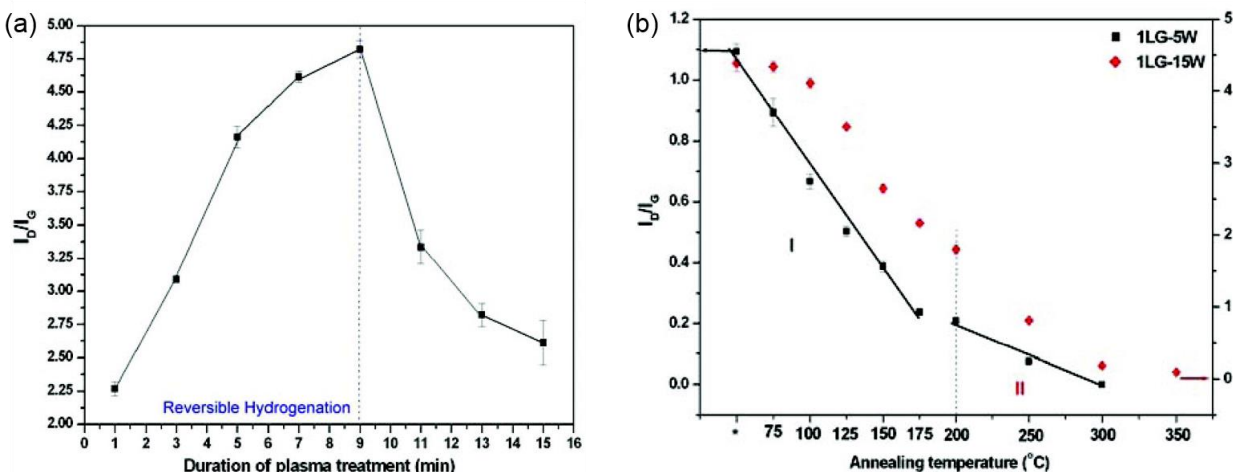 (a)
5.00
4.75
4.50
4.25
4.00
3.75
3.50
3.25
3.00
2.75
2.50
2.25
2.00
I_D/I_G
Reversible Hydrogenation
0 1 2 3 4 5 6 7 8 9 10 11 12 13 14 15 16
Duration of plasma treatment (min)
(b)
1.2
1.0
0.8
0.6
0.4
0.2
0.0
I_D/I_G
1LG-5W
1LG-15W
I
II
5
4
3
2
1
0
* 75 100 125 150 175 200 250 300 350
Annealing temperature (°C)